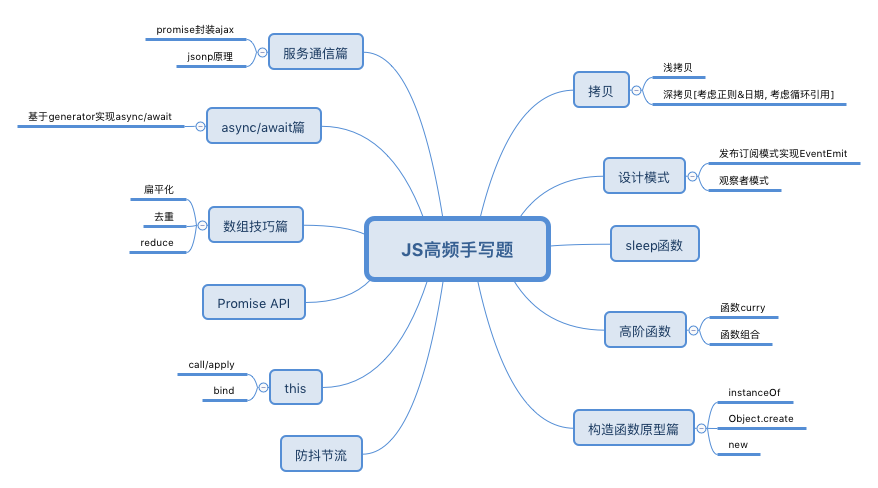 JS高频手写题
服务通信篇
promise封装ajax
jsonp原理
async/await篇
基于generator实现async/await
数组技巧篇
扁平化
去重
reduce
Promise API
this
call/apply
bind
防抖节流
拷贝
浅拷贝
深拷贝[考虑正则&日期, 考虑循环引用]
设计模式
发布订阅模式实现EventEmit
观察者模式
sleep函数
高阶函数
函数curry
函数组合
构造函数原型篇
instanceOf
Object.create
new